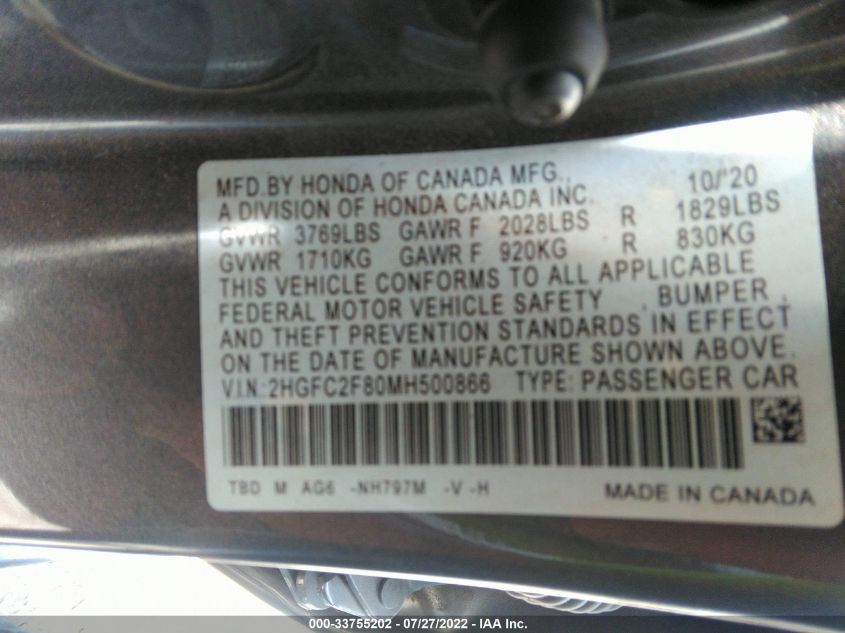 MFD.BY HONDA OF CANADA MFG., 10/'20
A DIVISION OF HONDA CANADA INC.
GVWR 3769LBS GAWR F 2028LBS R 1829LBS
GVWR 1710KG GAWR F 920KG R 830KG
THIS VEHICLE CONFORMS TO ALL APPLICABLE
FEDERAL MOTOR VEHICLE SAFETY , BUMPER ,
AND THEFT PREVENTION STANDARDS IN EFFECT
ON THE DATE OF MANUFACTURE SHOWN ABOVE.
V.I.N. 2HGFC2F80MH500866 TYPE: PASSENGER CAR
TBD M AG6 -NH797M -V -H MADE IN CANADA
000-33755202 - 07/27/2022 - IAA Inc.